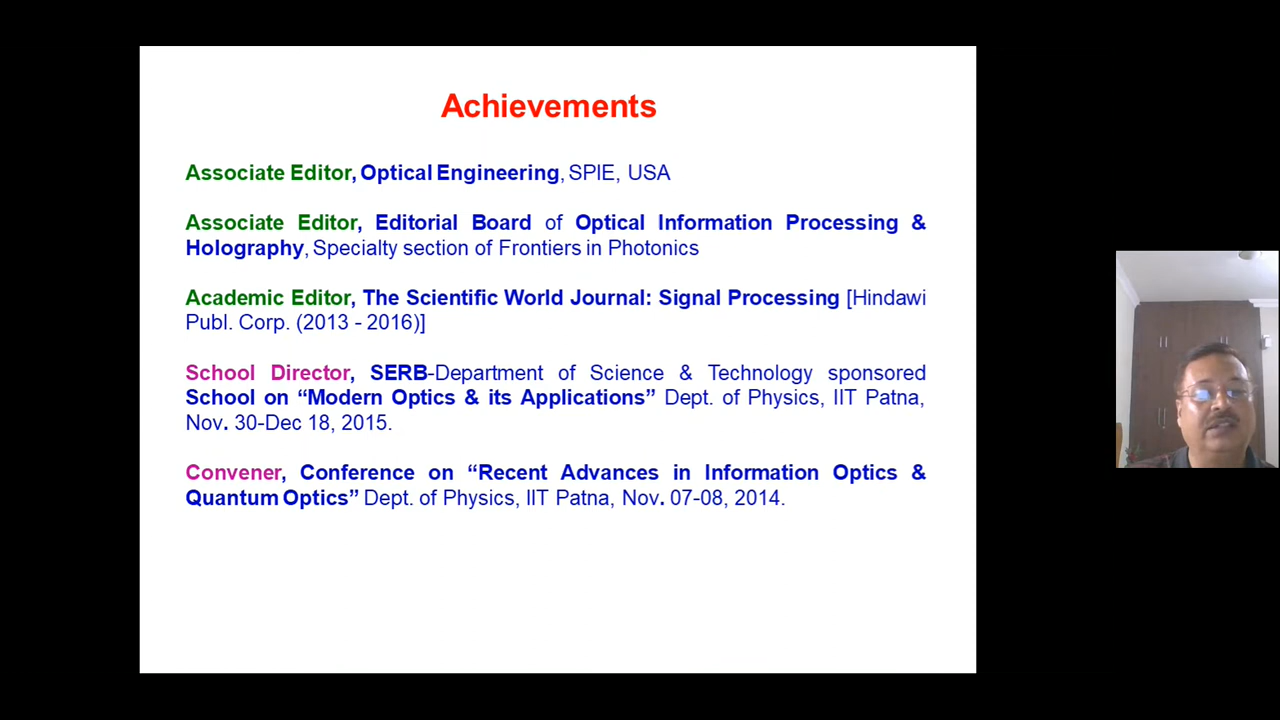 Achievements
Associate Editor, Optical Engineering, SPIE, USA
Associate Editor, Editorial Board of Optical Information Processing &
Holography, Specialty section of Frontiers in Photonics
Academic Editor, The Scientific World Journal: Signal Processing [Hindawi
Publ. Corp. (2013 - 2016)]
School Director, SERB-Department of Science & Technology sponsored
School on “Modern Optics & its Applications” Dept. of Physics, IIT Patna,
Nov. 30-Dec 18, 2015.
Convener, Conference on “Recent Advances in Information Optics &
Quantum Optics” Dept. of Physics, IIT Patna, Nov. 07-08, 2014.